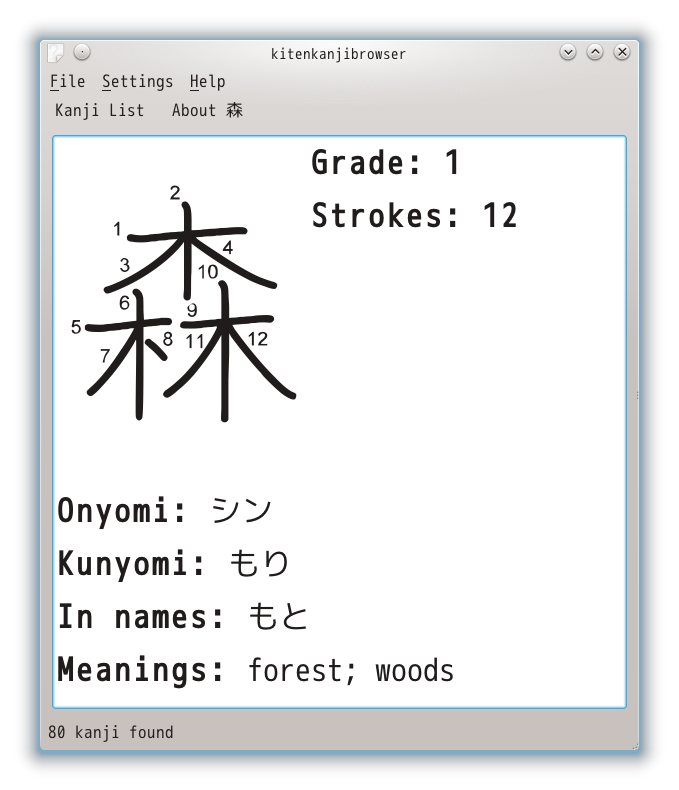 kitenkanjibrowser
File Settings Help
Kanji List About 森
Grade: 1
Strokes: 12
2
1
4
3
10
6
9
5
8
11
12
7
Onyomi: シン
Kunyomi: もり
In names: もと
Meanings: forest; woods
80 kanji found